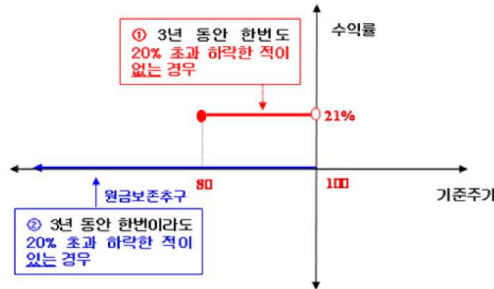 ① 3년 동안 한번도
20% 초과 하락한 적이
없는 경우
수익률
21%
80
100
기준주가
원금보존추구
② 3년 동안 한번이라도
20% 초과 하락한 적이
있는 경우